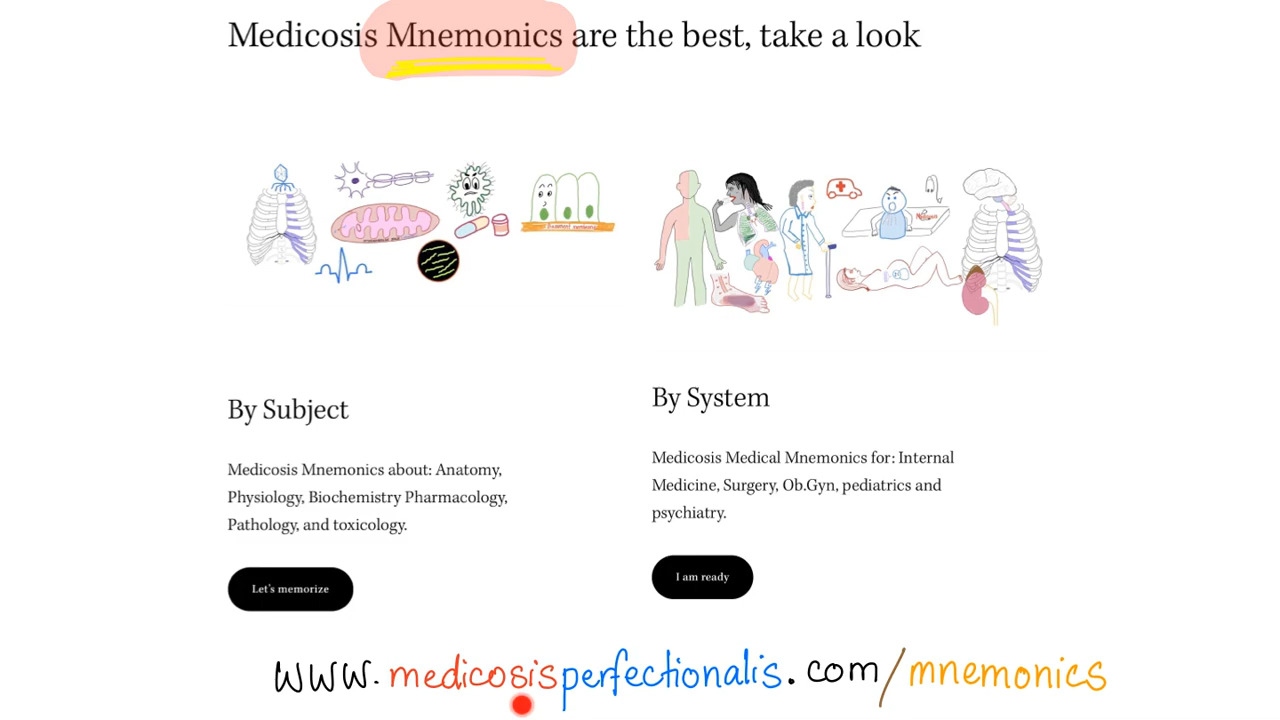 Medicosis Mnemonics are the best, take a look
By Subject
Medicosis Mnemonics about: Anatomy,
Physiology, Biochemistry Pharmacology,
Pathology, and toxicology.
Let's memorize
By System
Medicosis Medical Mnemonics for: Internal
Medicine, Surgery, Ob.Gyn, pediatrics and
psychiatry.
I am ready
www.medicosisperfectionalis.com/mnemonics